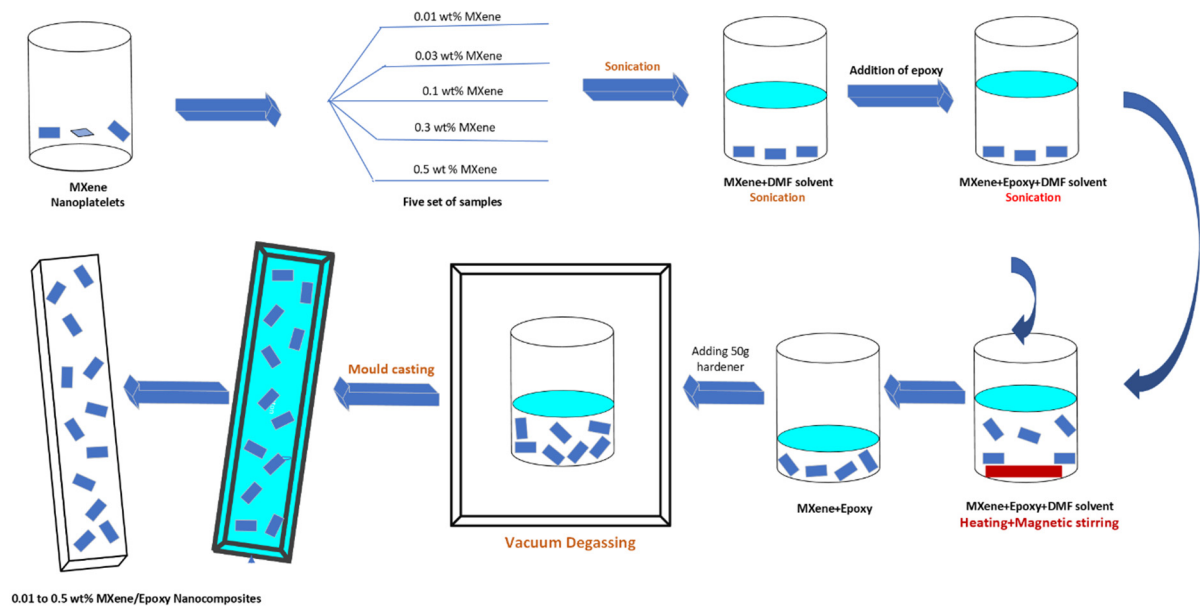 MXene
Nanoplatelets
0.01 wt% MXene
0.03 wt% MXene
0.1 wt% MXene
0.3 wt% MXene
0.5 wt % MXene
Five set of samples
Sonication
MXene+DMF solvent
Sonication
Addition of epoxy
MXene+Epoxy+DMF solvent
Sonication
MXene+Epoxy+DMF solvent
Heating+Magnetic stirring
MXene+Epoxy
Adding 50g
hardener
Vacuum Degassing
Mould casting
0.01 to 0.5 wt% MXene/Epoxy Nanocomposites